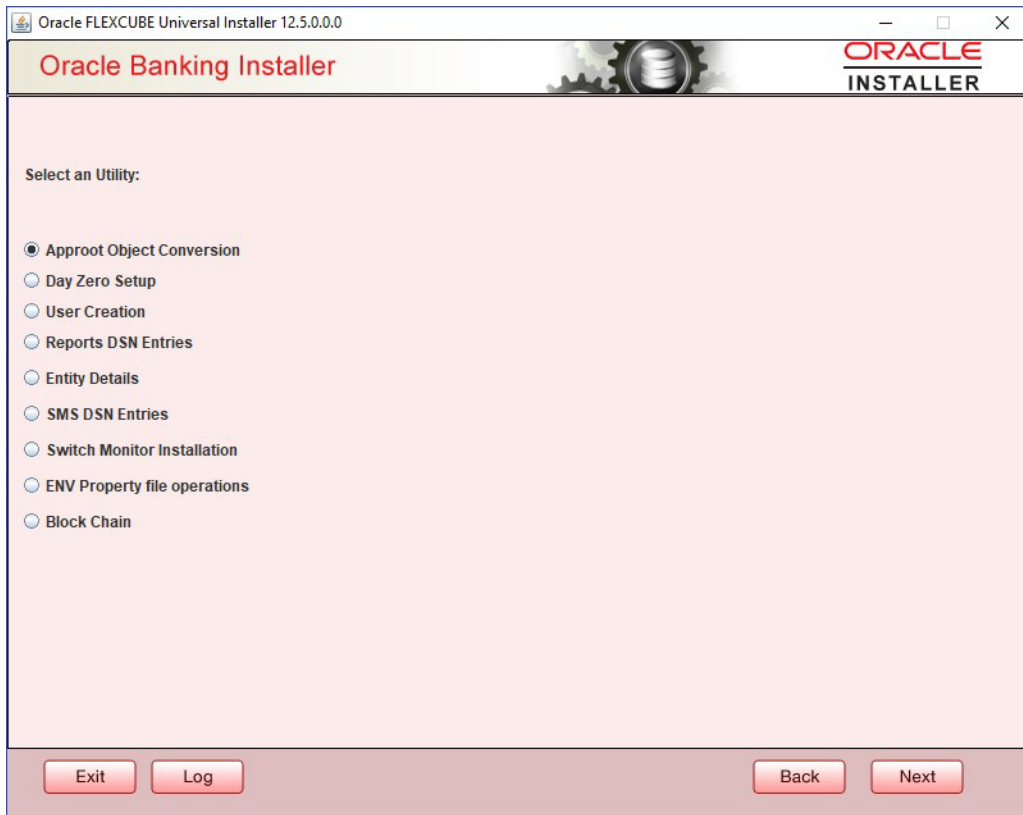 Oracle FLEXCUBE Universal Installer 12.5.0.0.0
Oracle Banking Installer
ORACLE
INSTALLER
Select an Utility:
Approot Object Conversion
Day Zero Setup
User Creation
Reports DSN Entries
Entity Details
SMS DSN Entries
Switch Monitor Installation
ENV Property file operations
Block Chain
Exit Log Back Next